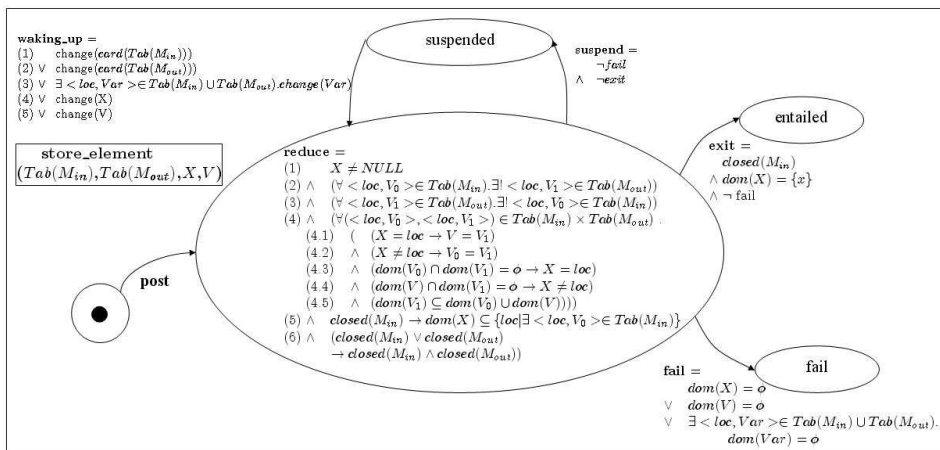 waking_up =
(1) change(card(Tab(M_in)))
(2) ∨ change(card(Tab(M_out)))
(3) ∨ ∃ < loc, Var > ∈ Tab(M_in) ∪ Tab(M_out).change(Var)
(4) ∨ change(X)
(5) ∨ change(V)
suspended
suspend =
¬fail
∧ ¬exit
store_element
(Tab(M_in),Tab(M_out),X,V)
entailed
exit =
closed(M_in)
∧ dom(X) = {x}
∧ ¬ fail
reduce =
(1) X ≠ NULL
(2) ∧ (∀ < loc, V_0 > ∈ Tab(M_in).∃! < loc, V_1 > ∈ Tab(M_out))
(3) ∧ (∀ < loc, V_1 > ∈ Tab(M_out).∃! < loc, V_0 > ∈ Tab(M_in))
(4) ∧ (∀(< loc, V_0 >, < loc, V_1 >) ∈ Tab(M_in) × Tab(M_out) .
(4.1) ( (X = loc → V = V_1)
(4.2) ∧ (X ≠ loc → V_0 = V_1)
(4.3) ∧ (dom(V_0) ∩ dom(V_1) = ϕ → X = loc)
(4.4) ∧ (dom(V) ∩ dom(V_1) = ϕ → X ≠ loc)
(4.5) ∧ (dom(V_1) ⊆ dom(V_0) ∪ dom(V))))
(5) ∧ closed(M_in) → dom(X) ⊆ {loc|∃ < loc, V_0 > ∈ Tab(M_in)}
(6) ∧ (closed(M_in) ∨ closed(M_out)
→ closed(M_in) ∧ closed(M_out))
post
fail
fail =
dom(X) = ϕ
∨ dom(V) = ϕ
∨ ∃ < loc, Var > ∈ Tab(M_in) ∪ Tab(M_out).
dom(Var) = ϕ